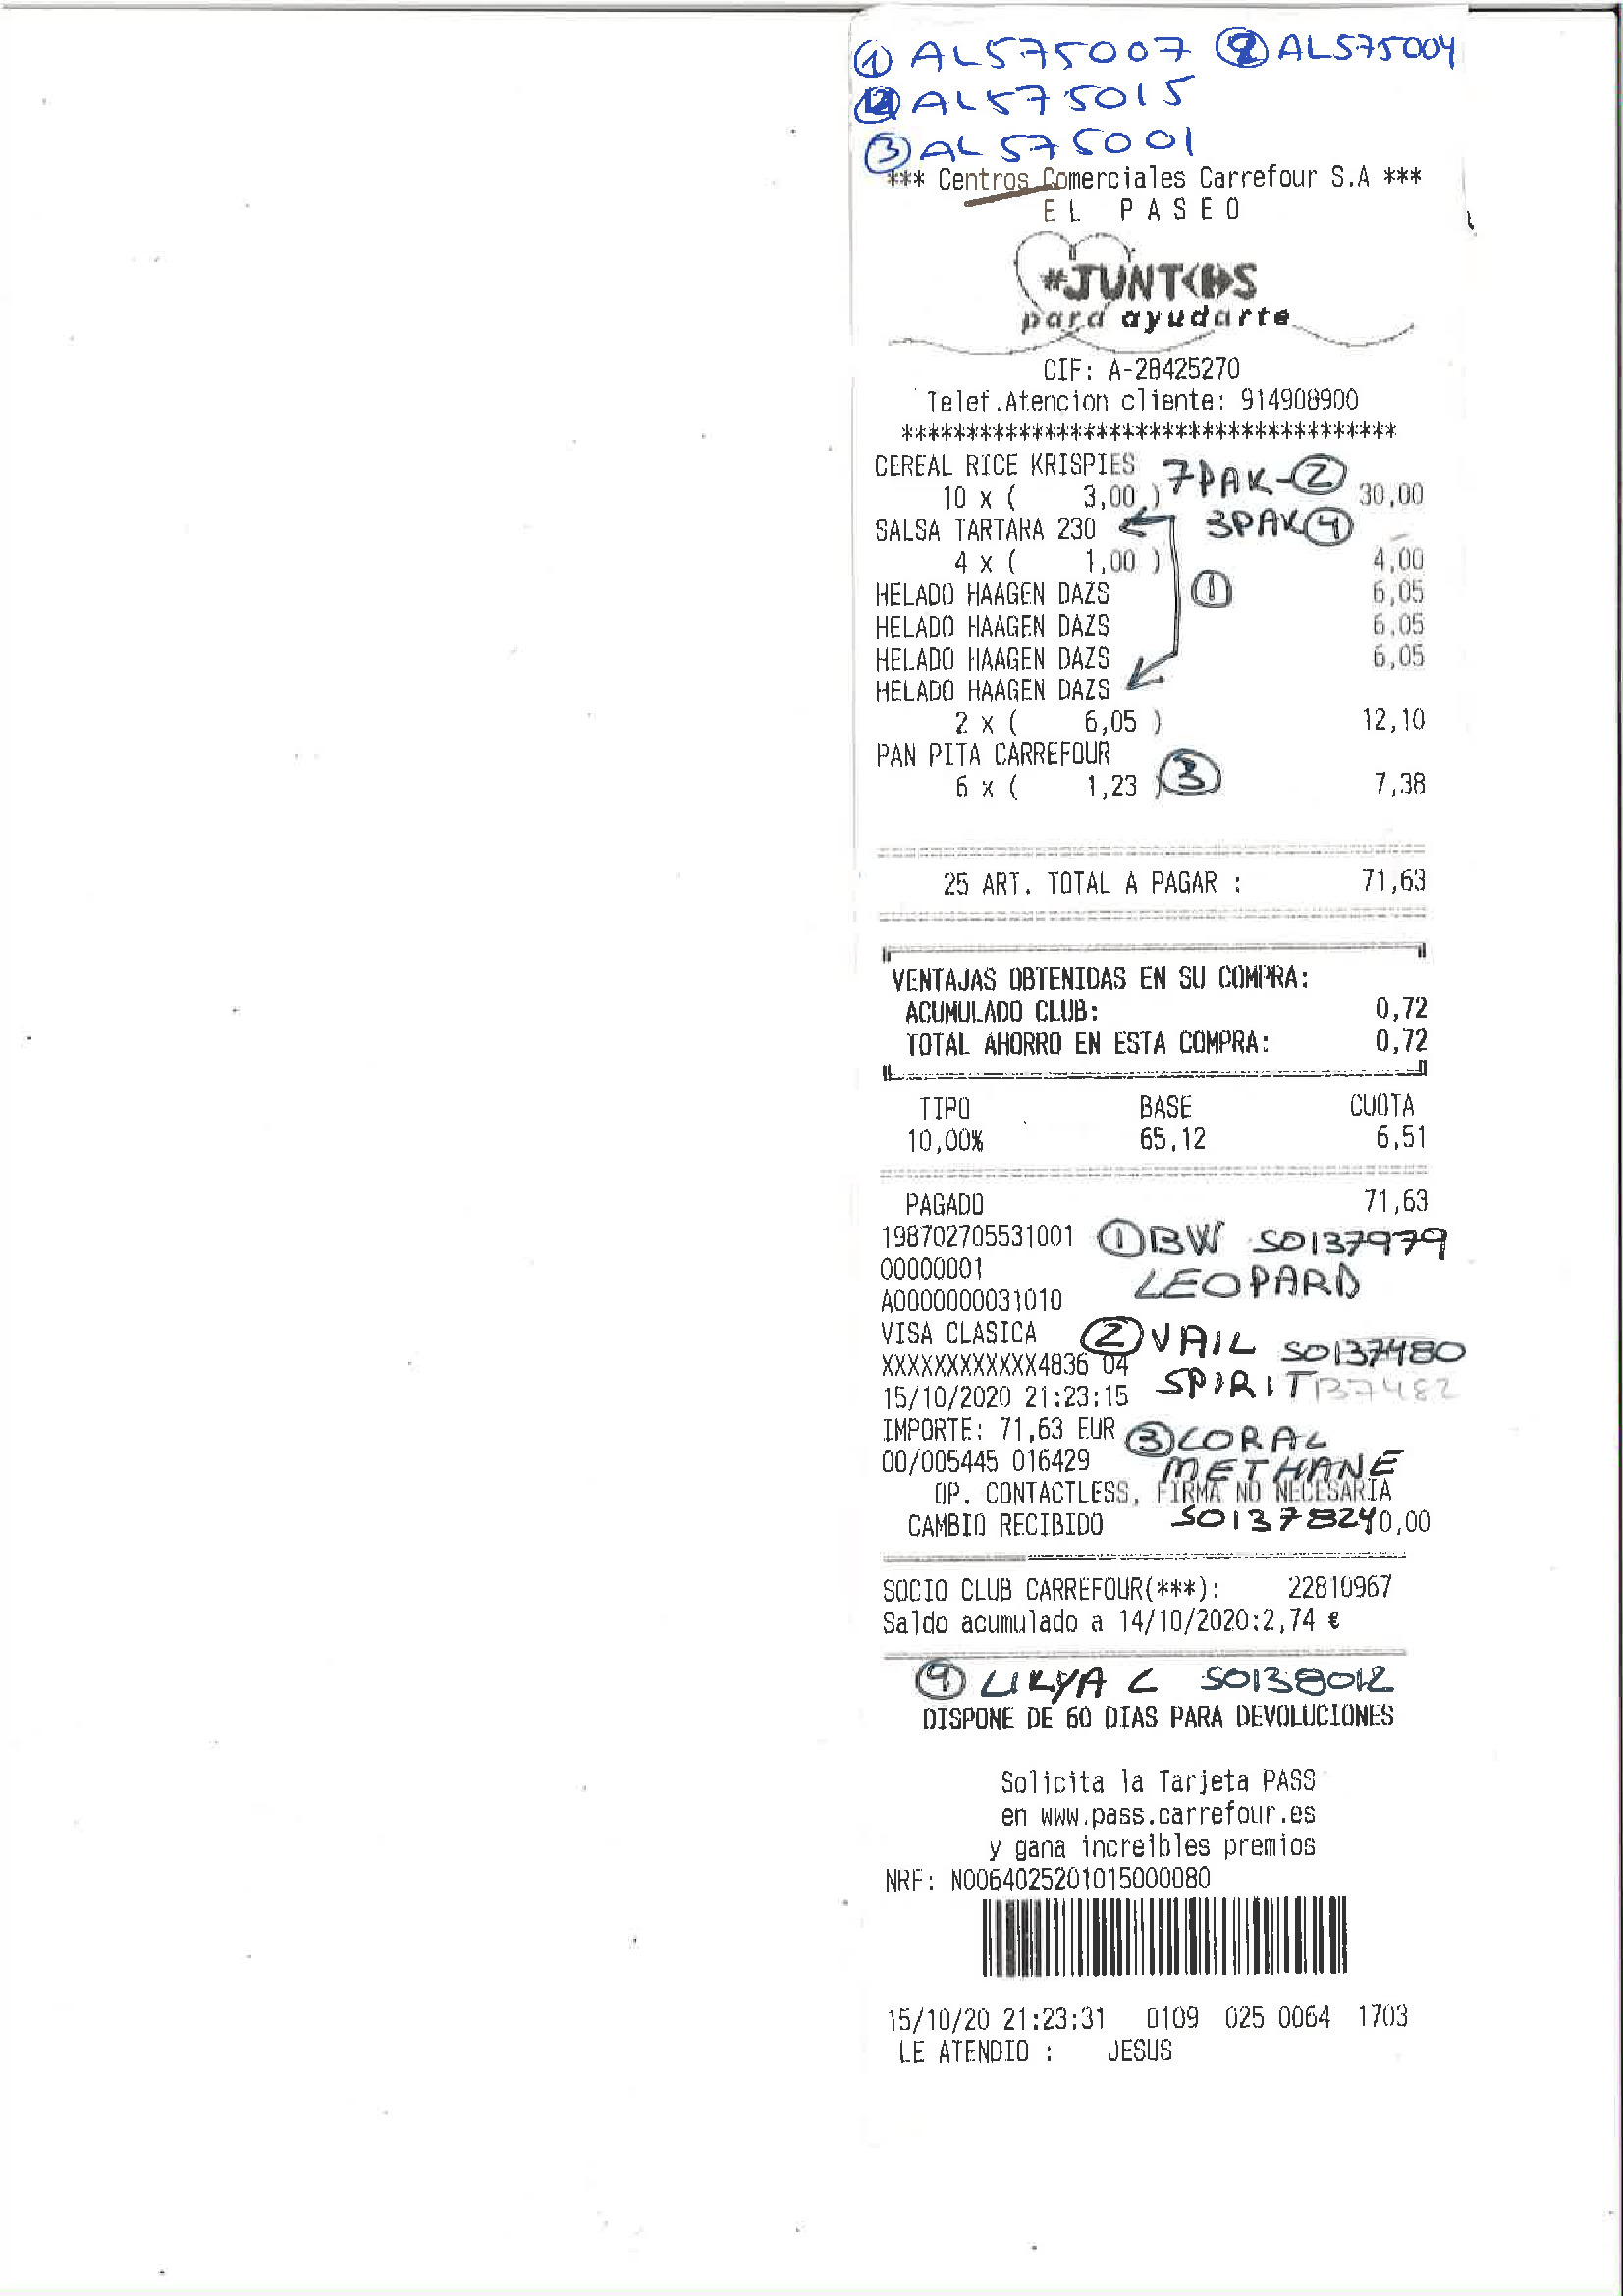 ① AL575007 ④ AL575004
② AL575015
③ AL575001
*** Centros Comerciales Carrefour S.A ***
EL PASEO
#JUNT<>S
para ayudarte
CIF: A-28425270
Telef.Atencion cliente: 914908900
**************************************
CEREAL RICE KRISPIES 7PAK-②
10 x ( 3,00 ) 30,00
SALSA TARTARA 230 3PAK④
4 x ( 1,00 ) 4,00
HELADO HAAGEN DAZS ① 6,05
HELADO HAAGEN DAZS 6,05
HELADO HAAGEN DAZS 6,05
HELADO HAAGEN DAZS
2 x ( 6,05 ) 12,10
PAN PITA CARREFOUR
6 x ( 1,23 ) ③ 7,38
25 ART. TOTAL A PAGAR : 71,63
VENTAJAS OBTENIDAS EN SU COMPRA:
ACUMULADO CLUB: 0,72
TOTAL AHORRO EN ESTA COMPRA: 0,72
TIPO BASE CUOTA
10,00% 65,12 6,51
PAGADO 71,63
198702705531001 ① BW SO137979
00000001 LEOPARD
A0000000031010
VISA CLASICA ② VAIL SO137480
XXXXXXXXXXXX4836 04
15/10/2020 21:23:15 SPIRIT 137482
IMPORTE: 71,63 EUR ③ CORAL
00/005445 016429 METHANE
OP. CONTACTLESS, FIRMA NO NECESARIA
CAMBIO RECIBIDO SO137824 0,00
SOCIO CLUB CARREFOUR(***): 22810967
Saldo acumulado a 14/10/2020:2,74 €
④ LILYA L SO138012
DISPONE DE 60 DIAS PARA DEVOLUCIONES
Solicita la Tarjeta PASS
en www.pass.carrefour.es
y gana increibles premios
NRF: N0064025201015000080
15/10/20 21:23:31 0109 025 0064 1703
LE ATENDIO : JESUS